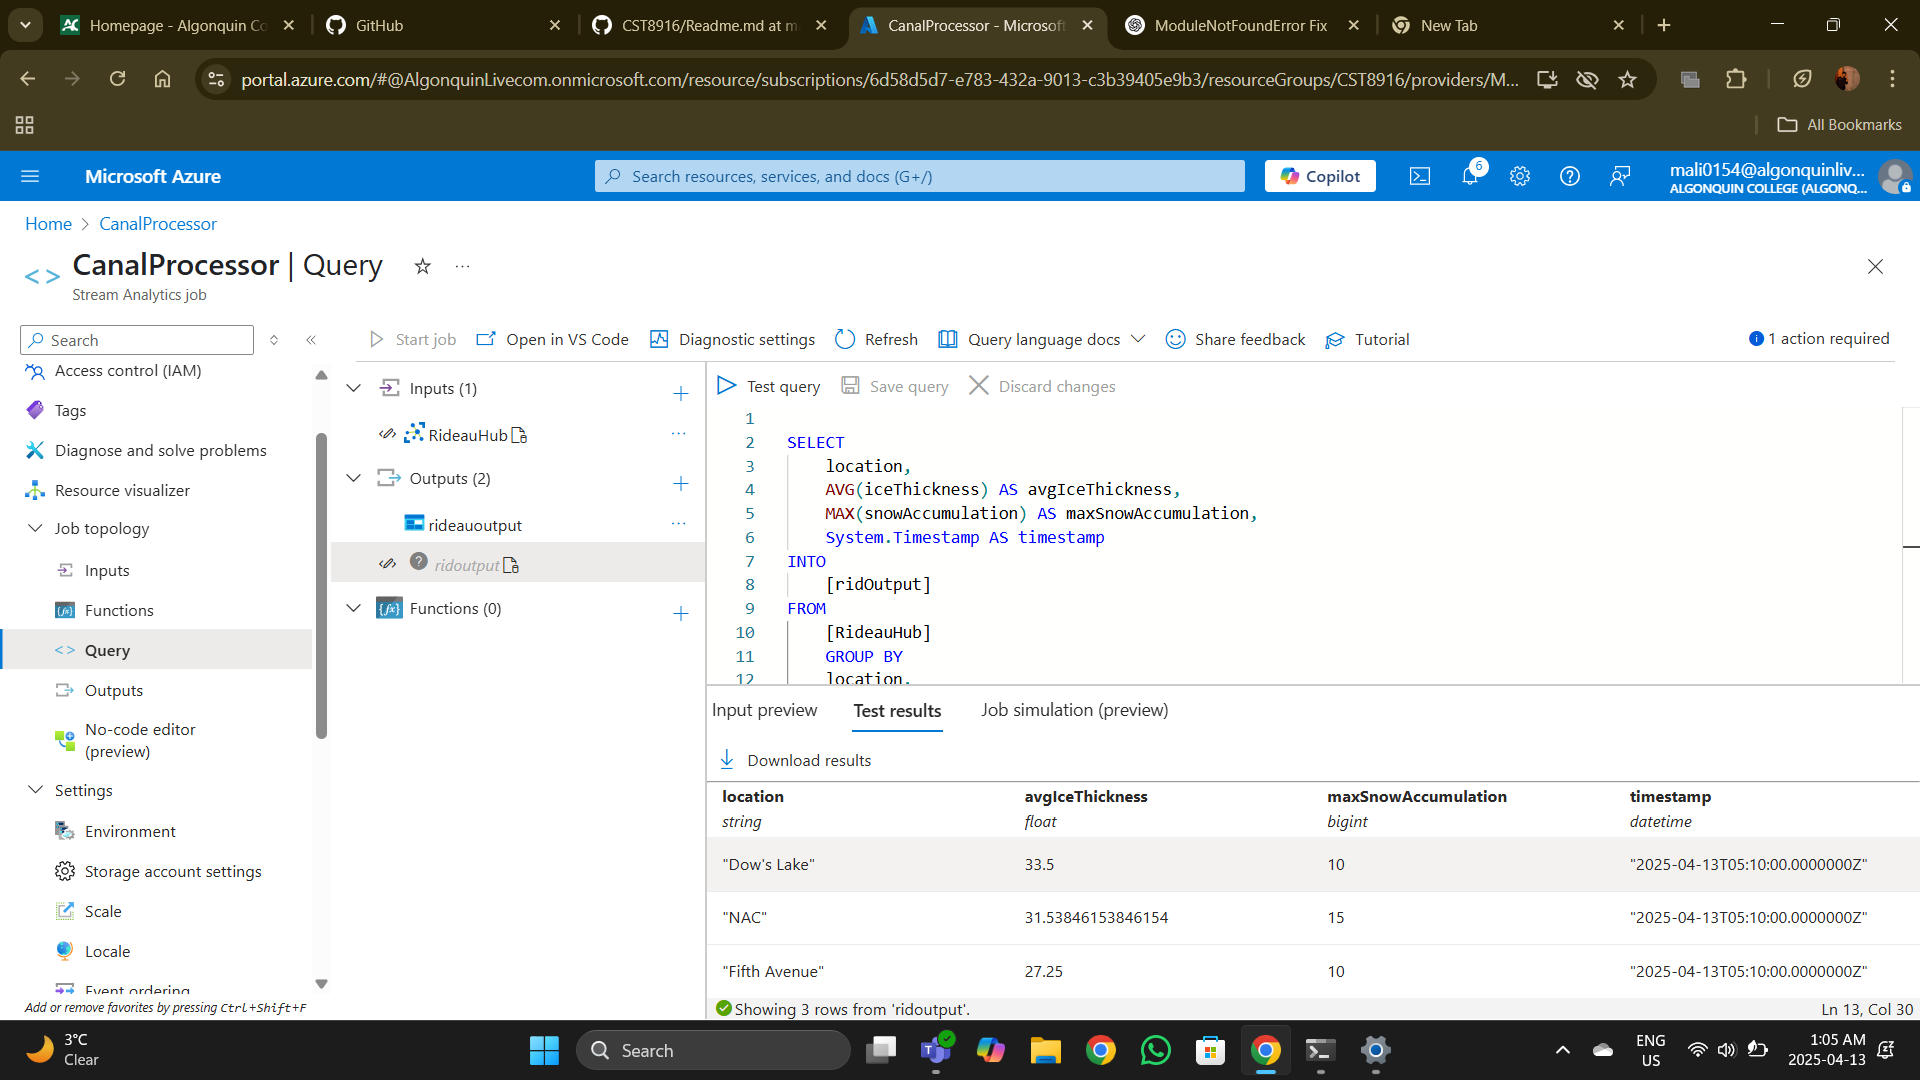 Homepage - Algonquin Co
GitHub
CST8916/Readme.md at m
CanalProcessor - Microsoft
ModuleNotFoundError Fix
New Tab
portal.azure.com/#@AlgonquinLivecom.onmicrosoft.com/resource/subscriptions/6d58d5d7-e783-432a-9013-c3b39405e9b3/resourceGroups/CST8916/providers/M...
All Bookmarks
Microsoft Azure
Search resources, services, and docs (G+/)
Copilot
6
mali0154@algonquinliv...
ALGONQUIN COLLEGE (ALGONQ...
Home > CanalProcessor
CanalProcessor | Query
Stream Analytics job
Search
Access control (IAM)
Tags
Diagnose and solve problems
Resource visualizer
Job topology
Inputs
Functions
Query
Outputs
No-code editor
(preview)
Settings
Environment
Storage account settings
Scale
Locale
Event ordering
Add or remove favorites by pressing Ctrl+Shift+F
Start job
Open in VS Code
Diagnostic settings
Refresh
Query language docs
Share feedback
Tutorial
1 action required
Inputs (1)
RideauHub
Outputs (2)
rideauoutput
ridoutput
Functions (0)
Test query
Save query
Discard changes
1
2 SELECT
3 location,
4 AVG(iceThickness) AS avgIceThickness,
5 MAX(snowAccumulation) AS maxSnowAccumulation,
6 System.Timestamp AS timestamp
7 INTO
8 [ridOutput]
9 FROM
10 [RideauHub]
11 GROUP BY
12 location,
Input preview
Test results
Job simulation (preview)
Download results
location avgIceThickness maxSnowAccumulation timestamp
string float bigint datetime
"Dow's Lake" 33.5 10 "2025-04-13T05:10:00.0000000Z"
"NAC" 31.53846153846154 15 "2025-04-13T05:10:00.0000000Z"
"Fifth Avenue" 27.25 10 "2025-04-13T05:10:00.0000000Z"
Showing 3 rows from 'ridoutput'.
Ln 13, Col 30
3°C
Clear
Search
ENG
US
1:05 AM
2025-04-13